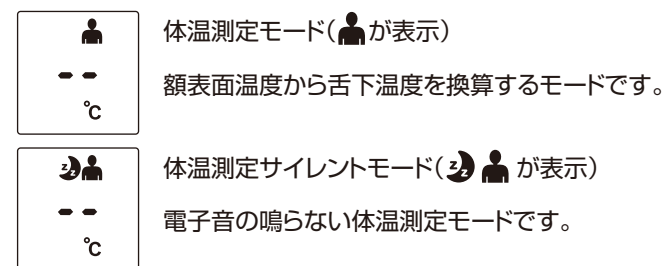 体温測定モード(が表示)
--
額表面温度から舌下温度を換算するモードです。
℃
zz
体温測定サイレントモード(zz が表示)
--
電子音の鳴らない体温測定モードです。
℃